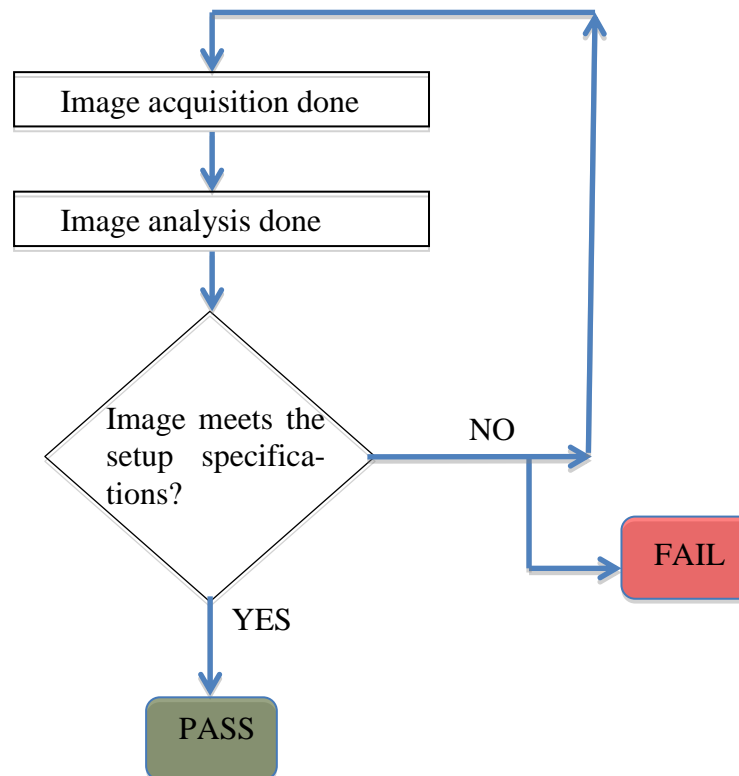 Image acquisition done
Image analysis done
Image meets the
setup specifica-
tions?
NO
FAIL
YES
PASS